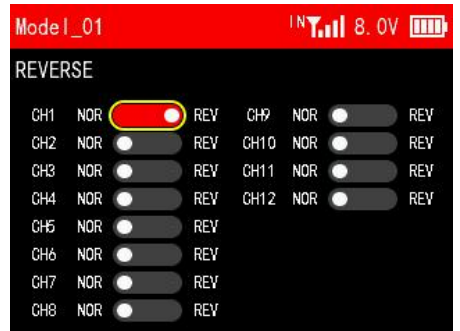 Model_01 IN 8.0V
REVERSE
CH1 NOR REV CH9 NOR REV
CH2 NOR REV CH10 NOR REV
CH3 NOR REV CH11 NOR REV
CH4 NOR REV CH12 NOR REV
CH5 NOR REV
CH6 NOR REV
CH7 NOR REV
CH8 NOR REV